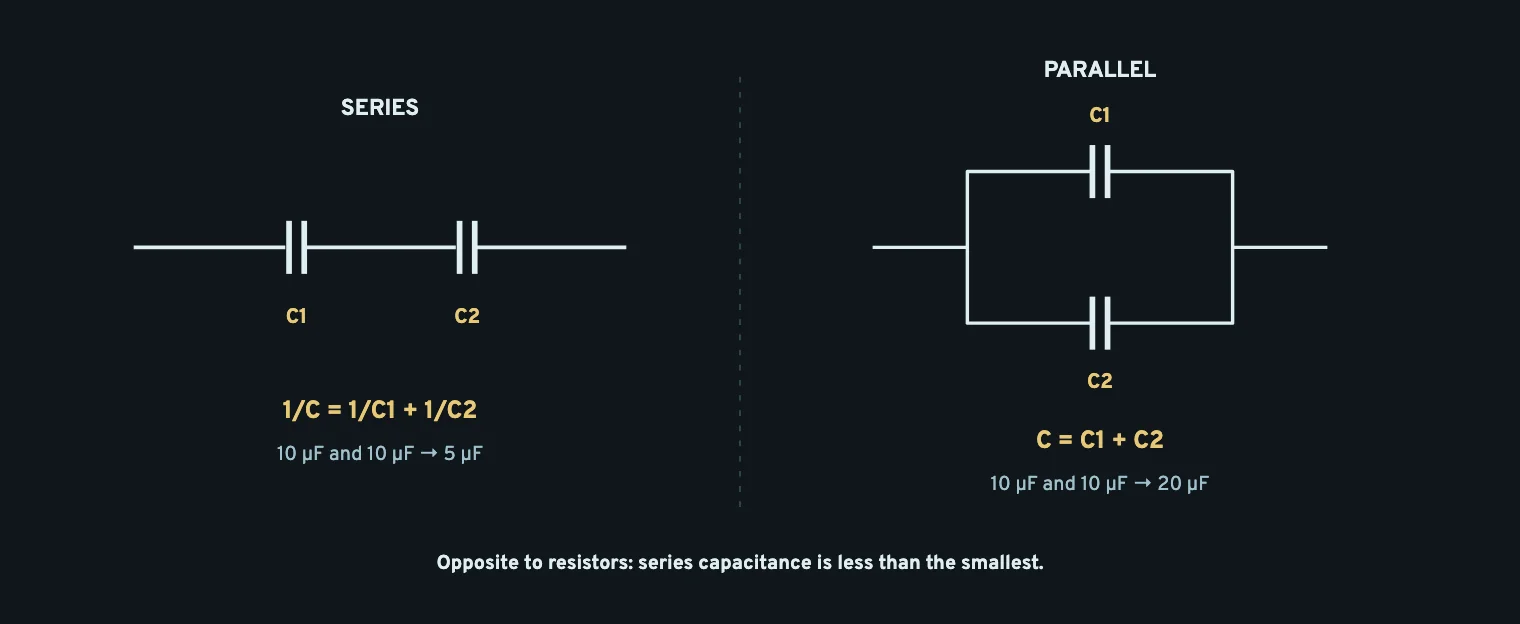 SERIES
C1
C2
1/C = 1/C1 + 1/C2
10 µF and 10 µF → 5 µF
PARALLEL
C1
C2
C = C1 + C2
10 µF and 10 µF → 20 µF
Opposite to resistors: series capacitance is less than the smallest.